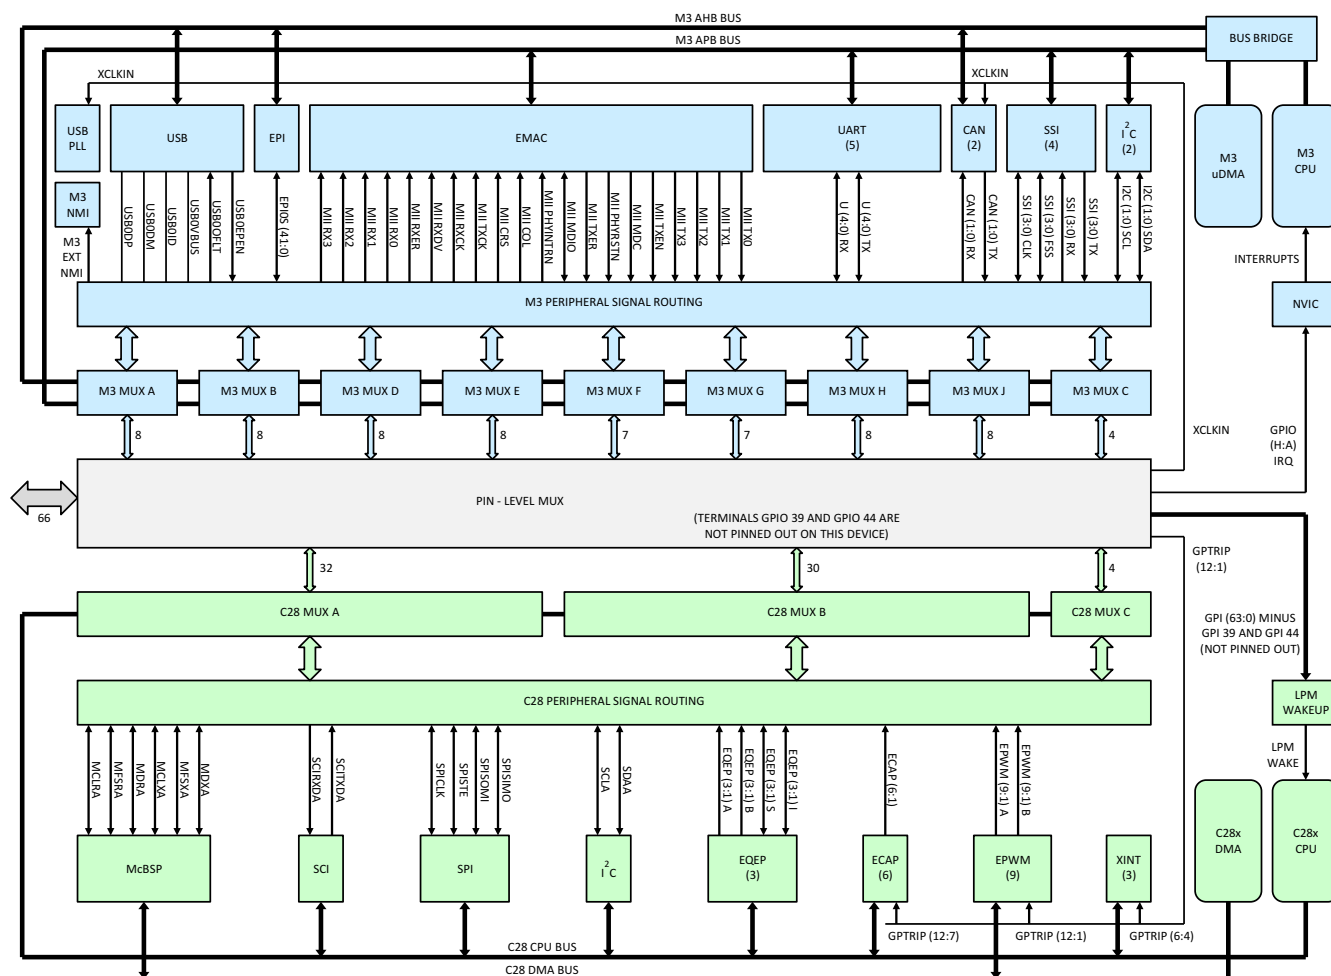 M3 AHB BUS
M3 APB BUS
BUS BRIDGE
XCLKIN
XCLKIN
USB
PLL
USB
EPI
EMAC
UART
(5)
CAN
(2)
SSI
(4)
I2C
(2)
M3
uDMA
M3
CPU
M3
NMI
M3
EXT
NMI
USB0DP
USB0DM
USB0ID
USB0VBUS
USB0OFLT
USB0EPEN
EPI0S (41:0)
MII RX3
MII RX2
MII RX1
MII RX0
MII RXER
MII RXDV
MII RXCK
MII TXCK
MII CRS
MII COL
MII PHYINTRN
MII MDIO
MII TXER
MII PHYRSTN
MII MDC
MII TXEN
MII TX3
MII TX2
MII TX1
MII TX0
U (4:0) RX
U (4:0) TX
CAN (1:0) RX
CAN (1:0) TX
SSI (3:0) CLK
SSI (3:0) FSS
SSI (3:0) RX
SSI (3:0) TX
I2C (1:0) SCL
I2C (1:0) SDA
INTERRUPTS
M3 PERIPHERAL SIGNAL ROUTING
NVIC
M3 MUX A
M3 MUX B
M3 MUX D
M3 MUX E
M3 MUX F
M3 MUX G
M3 MUX H
M3 MUX J
M3 MUX C
8
8
8
8
7
7
8
8
4
XCLKIN
GPIO
(H:A)
IRQ
66
PIN - LEVEL MUX
(TERMINALS GPIO 39 AND GPIO 44 ARE
NOT PINNED OUT ON THIS DEVICE)
32
30
4
GPTRIP
(12:1)
C28 MUX A
C28 MUX B
C28 MUX C
GPI (63:0) MINUS
GPI 39 AND GPI 44
(NOT PINNED OUT)
C28 PERIPHERAL SIGNAL ROUTING
LPM
WAKEUP
LPM
WAKE
MCLRA
MFSRA
MDRA
MCLXA
MFSXA
MDXA
SCIRXDA
SCITXDA
SPICLK
SPISTE
SPISOMI
SPISIMO
SCLA
SDAA
EQEP (3:1) A
EQEP (3:1) B
EQEP (3:1) S
EQEP (3:1) I
ECAP (6:1)
EPWM (9:1) A
EPWM (9:1) B
McBSP
SCI
SPI
I2C
EQEP
(3)
ECAP
(6)
EPWM
(9)
XINT
(3)
C28x
DMA
C28x
CPU
GPTRIP (12:7)
GPTRIP (12:1)
GPTRIP (6:4)
C28 CPU BUS
C28 DMA BUS